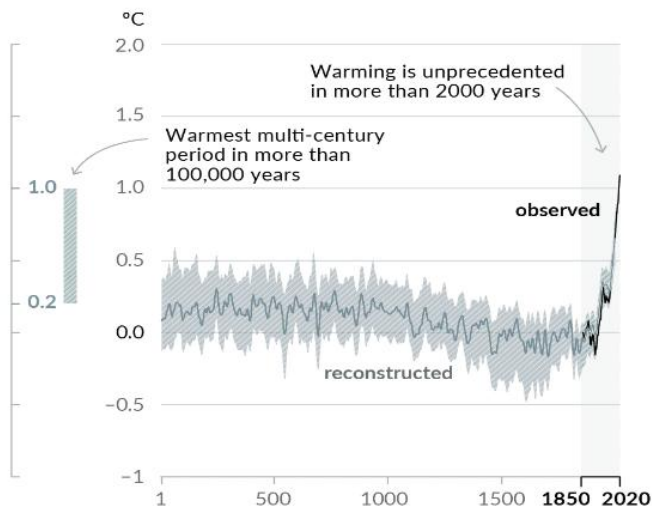 °C
2.0
Warming is unprecedented
in more than 2000 years
1.5
Warmest multi-century
period in more than
100,000 years
1.0
1.0
observed
0.5
0.2
0.0
reconstructed
−0.5
−1
1 500 1000 1500 1850 2020